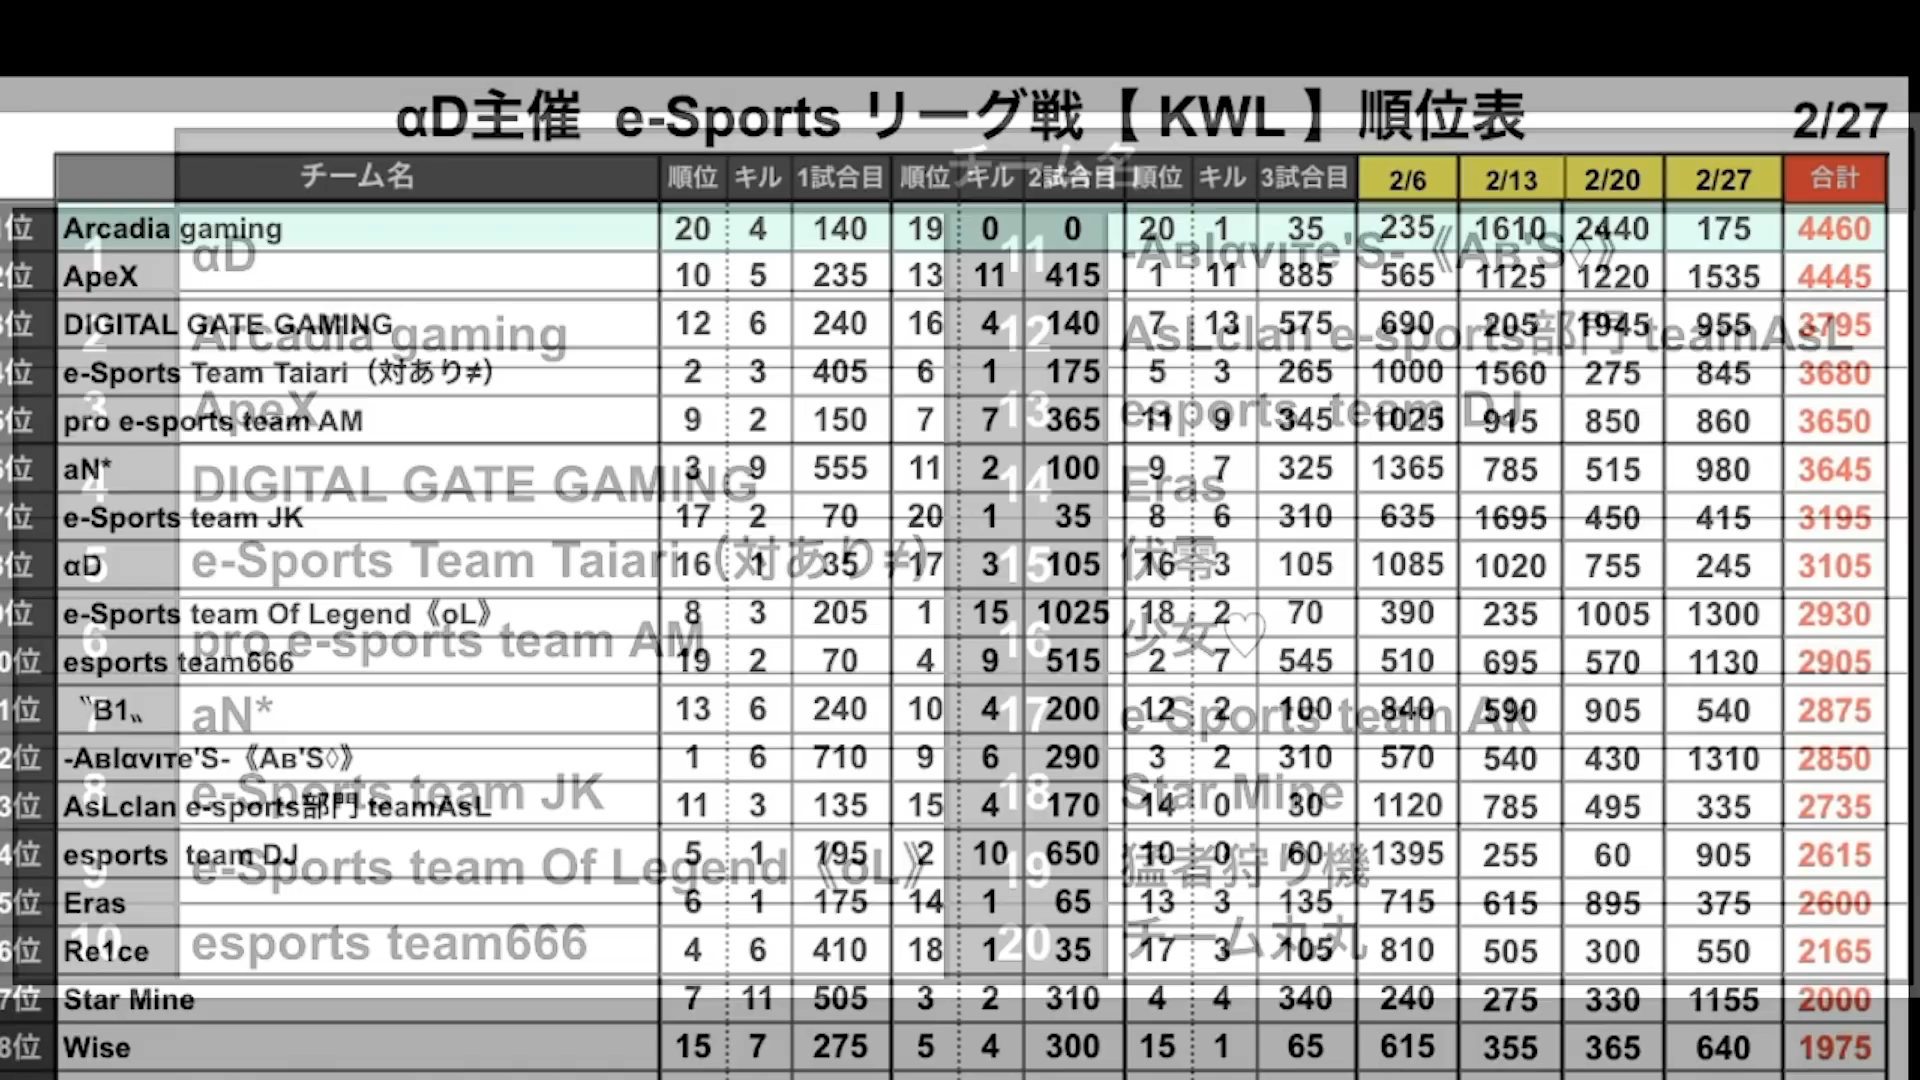 αD主催 e-Sports リーグ戦【 KWL 】順位表 2/27
チーム名 順位 キル 1試合目 順位 キル 2試合目 順位 キル 3試合目 2/6 2/13 2/20 2/27 合計
1位 Arcadia gaming 20 4 140 19 0 0 20 1 35 235 1610 2440 175 4460
2位 ApeX 10 5 235 13 11 415 1 11 885 565 1125 1220 1535 4445
3位 DIGITAL GATE GAMING 12 6 240 16 4 140 7 13 575 690 205 1945 955 3795
4位 e-Sports Team Taiari（対あり≠） 2 3 405 6 1 175 5 3 265 1000 1560 275 845 3680
5位 pro e-sports team AM 9 2 150 7 7 365 11 9 345 1025 915 850 860 3650
6位 aN* 3 9 555 11 2 100 9 7 325 1365 785 515 980 3645
7位 e-Sports team JK 17 2 70 20 1 35 8 6 310 635 1695 450 415 3195
8位 αD 16 1 35 17 3 105 16 3 105 1085 1020 755 245 3105
9位 e-Sports team Of Legend《oL》 8 3 205 1 15 1025 18 2 70 390 235 1005 1300 2930
0位 esports team666 19 2 70 4 9 515 2 7 545 510 695 570 1130 2905
1位 〝B1〟 13 6 240 10 4 200 12 2 100 840 590 905 540 2875
2位 -Aʙlαvιтe'S-《Aʙ'S◊》 1 6 710 9 6 290 3 2 310 570 540 430 1310 2850
3位 AsLclan e-sports部門 teamAsL 11 3 135 15 4 170 14 0 30 1120 785 495 335 2735
4位 esports team DJ 5 1 195 2 10 650 10 0 60 1395 255 60 905 2615
5位 Eras 6 1 175 14 1 65 13 3 135 715 615 895 375 2600
6位 Re1ce 4 6 410 18 1 35 17 3 105 810 505 300 550 2165
7位 Star Mine 7 11 505 3 2 310 4 4 340 240 275 330 1155 2000
8位 Wise 15 7 275 5 4 300 15 1 65 615 355 365 640 1975
チーム名
1 αD 11 -Aʙlαvιтe'S-《Aʙ'S◊》
2 Arcadia gaming 12 AsLclan e-sports部門 teamAsL
3 ApeX 13 esports team DJ
4 DIGITAL GATE GAMING 14 Eras
5 e-Sports Team Taiari（対あり≠） 15 伏零
6 pro e-sports team AM 16 少女♡
7 aN* 17 e-Sports team Ak
8 e-Sports team JK 18 Star Mine
9 e-Sports team Of Legend《oL》 19 猛者狩り機
10 esports team666 20 チーム丸丸